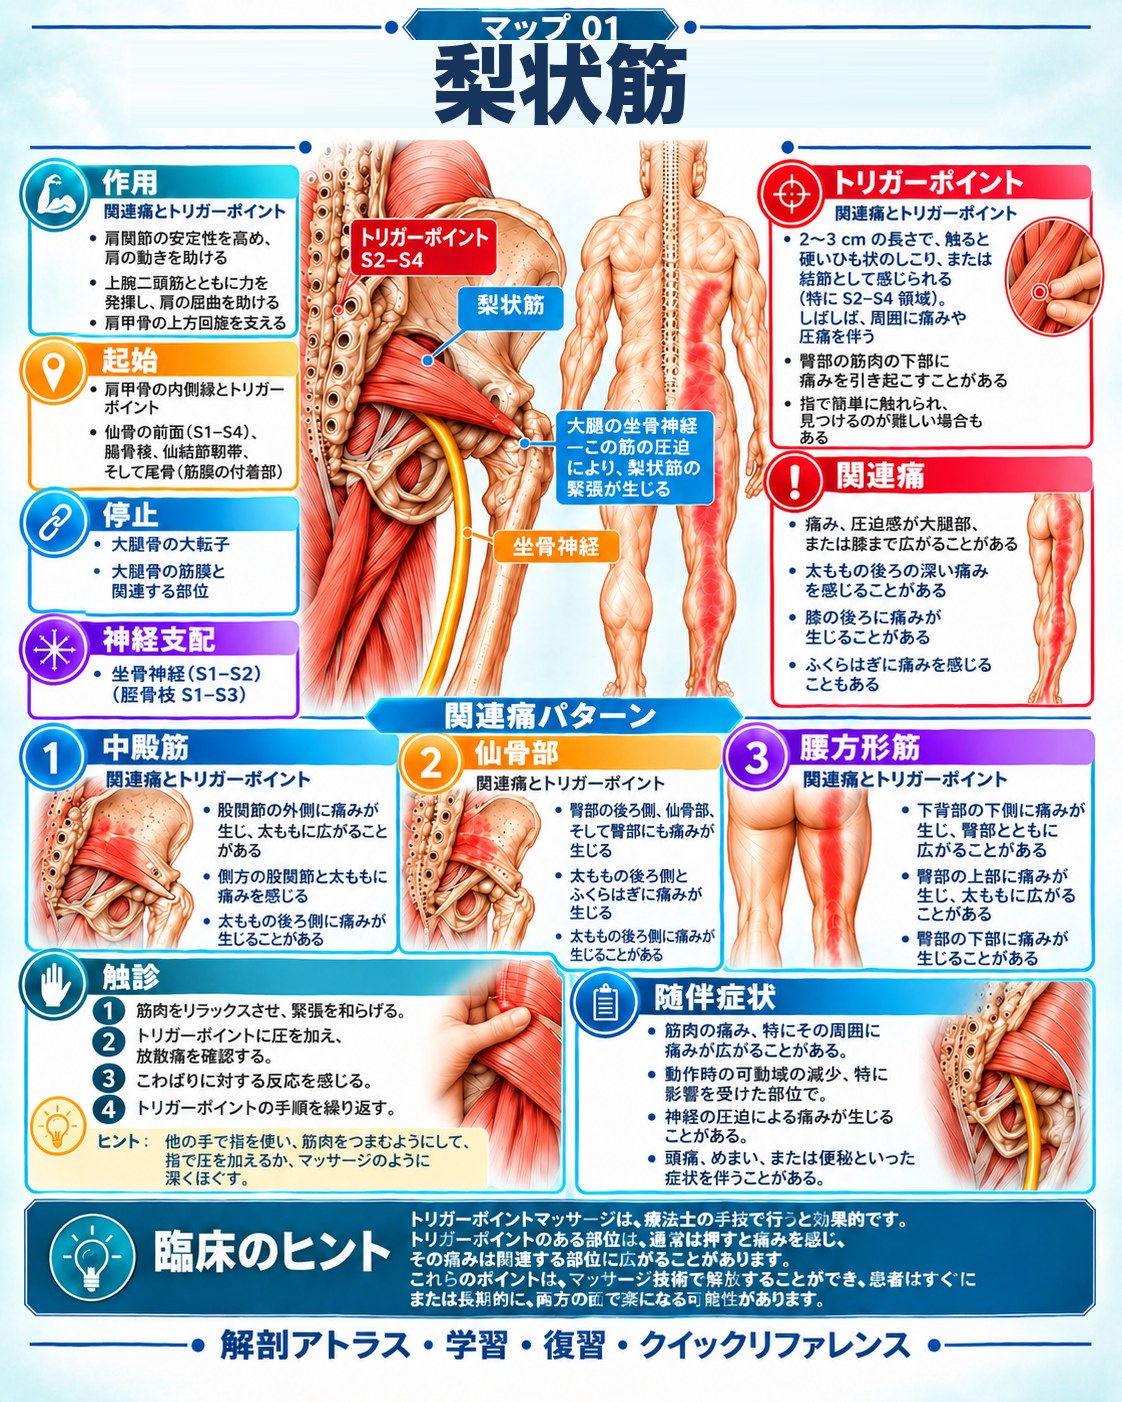 マップ 01
梨状筋
作用
関連痛とトリガーポイント
• 肩関節の安定性を高め、
肩の動きを助ける
• 上腕二頭筋とともに力を
発揮し、肩の屈曲を助ける
• 肩甲骨の上方回旋を支える
起始
• 肩甲骨の内側縁とトリガー
ポイント
• 仙骨の前面(S1–S4)、
腸骨稜、仙結節靭帯、
そして尾骨(筋膜の付着部)
停止
• 大腿骨の大転子
• 大腿骨の筋膜と
関連する部位
神経支配
• 坐骨神経(S1–S2)
(脛骨枝 S1–S3)
トリガーポイント
S2–S4
梨状筋
大腿の坐骨神経
—この筋の圧迫
により、梨状節の
緊張が生じる
坐骨神経
トリガーポイント
関連痛とトリガーポイント
• 2〜3 cm の長さで、触ると
硬いひも状のしこり、または
結節として感じられる
(特に S2–S4 領域)。
しばしば、周囲に痛みや
圧痛を伴う
• 臀部の筋肉の下部に
痛みを引き起こすことがある
• 指で簡単に触れられ、
見つけるのが難しい場合も
ある
関連痛
• 痛み、圧迫感が大腿部、
または膝まで広がることがある
• 太ももの後ろの深い痛み
を感じることがある
• 膝の後ろに痛みが
生じることがある
• ふくらはぎに痛みを感じる
こともある
関連痛パターン
1 中殿筋
関連痛とトリガーポイント
• 股関節の外側に痛みが
生じ、太ももに広がること
がある
• 側方の股関節と太ももに
痛みを感じる
• 太ももの後ろ側に痛みが
生じることがある
2 仙骨部
関連痛とトリガーポイント
• 臀部の後ろ側、仙骨部、
そして臀部にも痛みが
生じる
• 太ももの後ろ側と
ふくらはぎに痛みが
生じる
• 太ももの後ろ側に痛みが
生じることがある
3 腰方形筋
関連痛とトリガーポイント
• 下背部の下側に痛みが
生じ、臀部とともに
広がることがある
• 臀部の上部に痛みが
生じ、太ももに広がる
ことがある
• 臀部の下部に痛みが
生じることがある
触診
1 筋肉をリラックスさせ、緊張を和らげる。
2 トリガーポイントに圧を加え、
放散痛を確認する。
3 こわばりに対する反応を感じる。
4 トリガーポイントの手順を繰り返す。
ヒント： 他の手で指を使い、筋肉をつまむようにして、
指で圧を加えるか、マッサージのように
深くほぐす。
随伴症状
• 筋肉の痛み、特にその周囲に
痛みが広がることがある。
• 動作時の可動域の減少、特に
影響を受けた部位で。
• 神経の圧迫による痛みが生じる
ことがある。
• 頭痛、めまい、または便秘といった
症状を伴うことがある。
臨床のヒント
トリガーポイントマッサージは、療法士の手技で行うと効果的です。
トリガーポイントのある部位は、通常は押すと痛みを感じ、
その痛みは関連する部位に広がることがあります。
これらのポイントは、マッサージ技術で解放することができ、患者はすぐに
または長期的に、両方の面で楽になる可能性があります。
解剖アトラス・学習・復習・クイックリファレンス